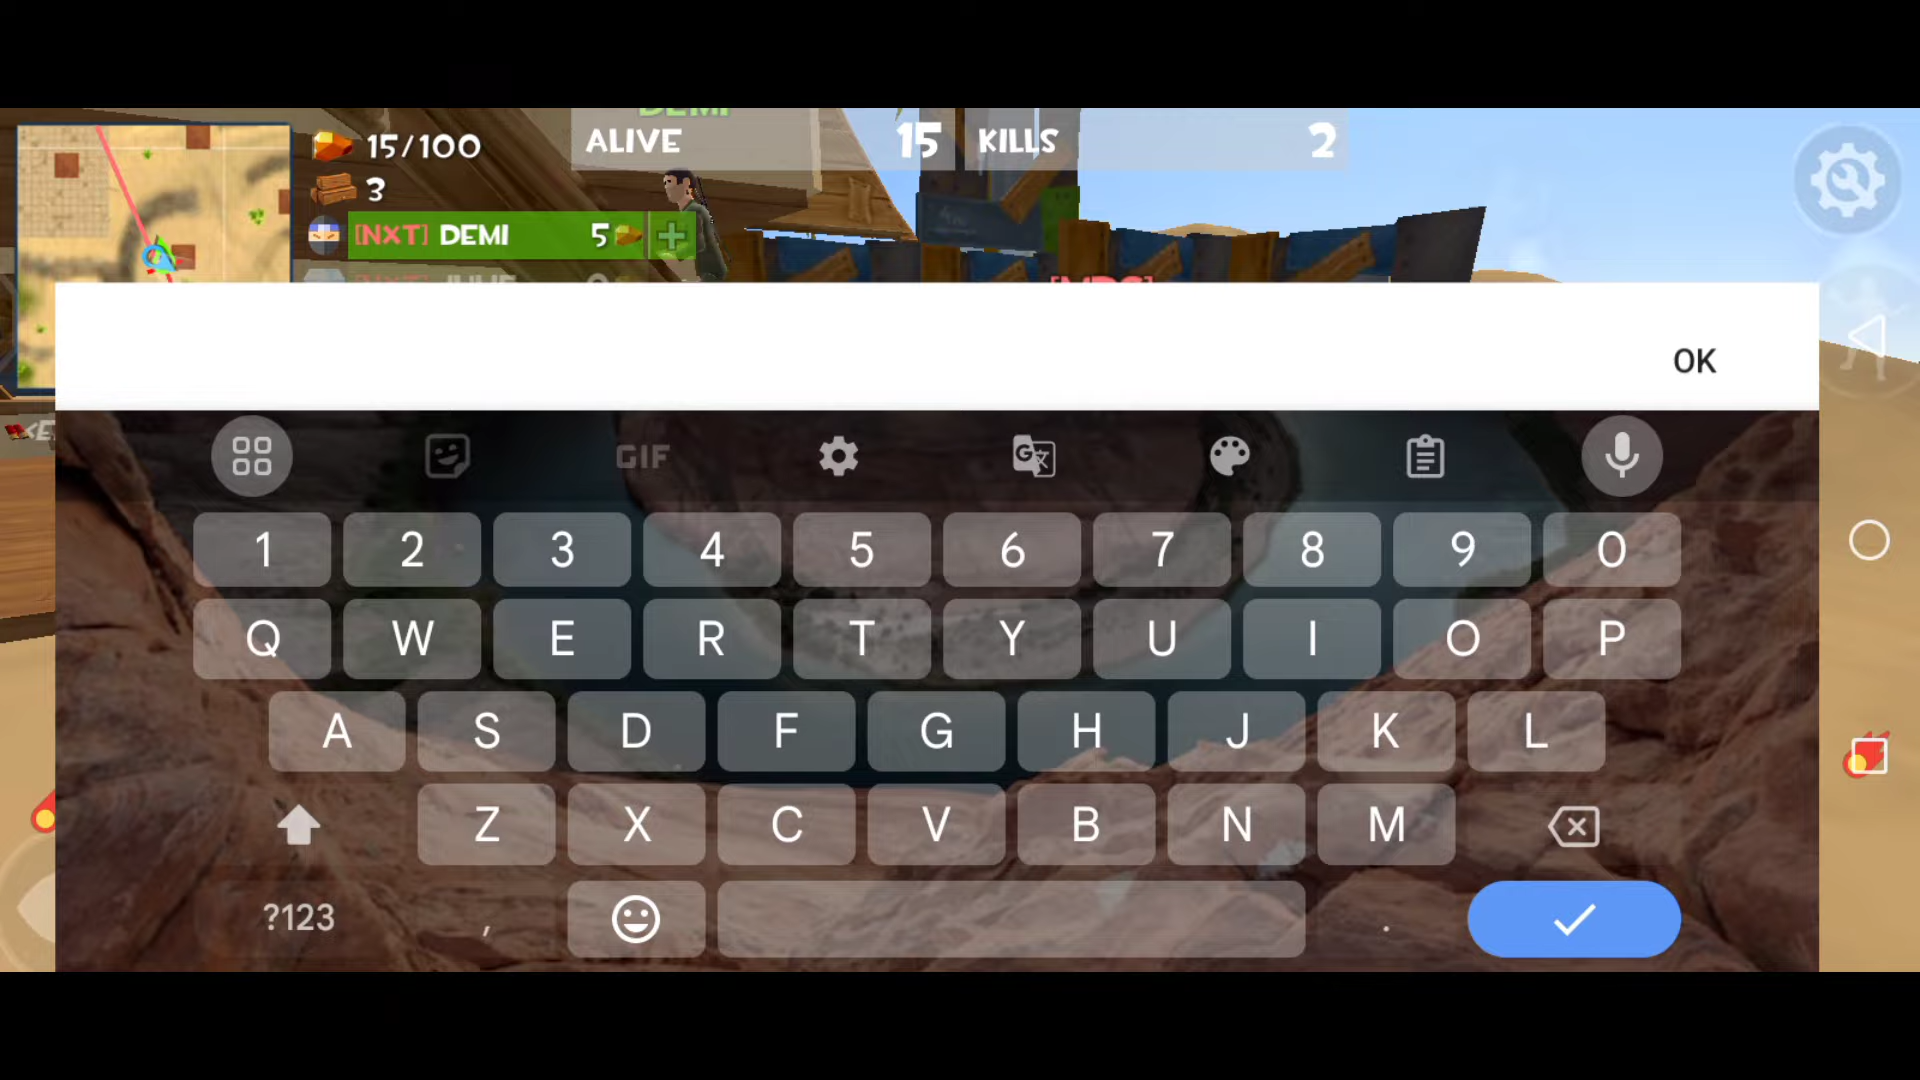 DEMI
15/100
ALIVE 15 KILLS 2
3
[NXT] DEMI 5
OK
GIF
1 2 3 4 5 6 7 8 9 0
Q W E R T Y U I O P
A S D F G H J K L
Z X C V B N M
?123 , .